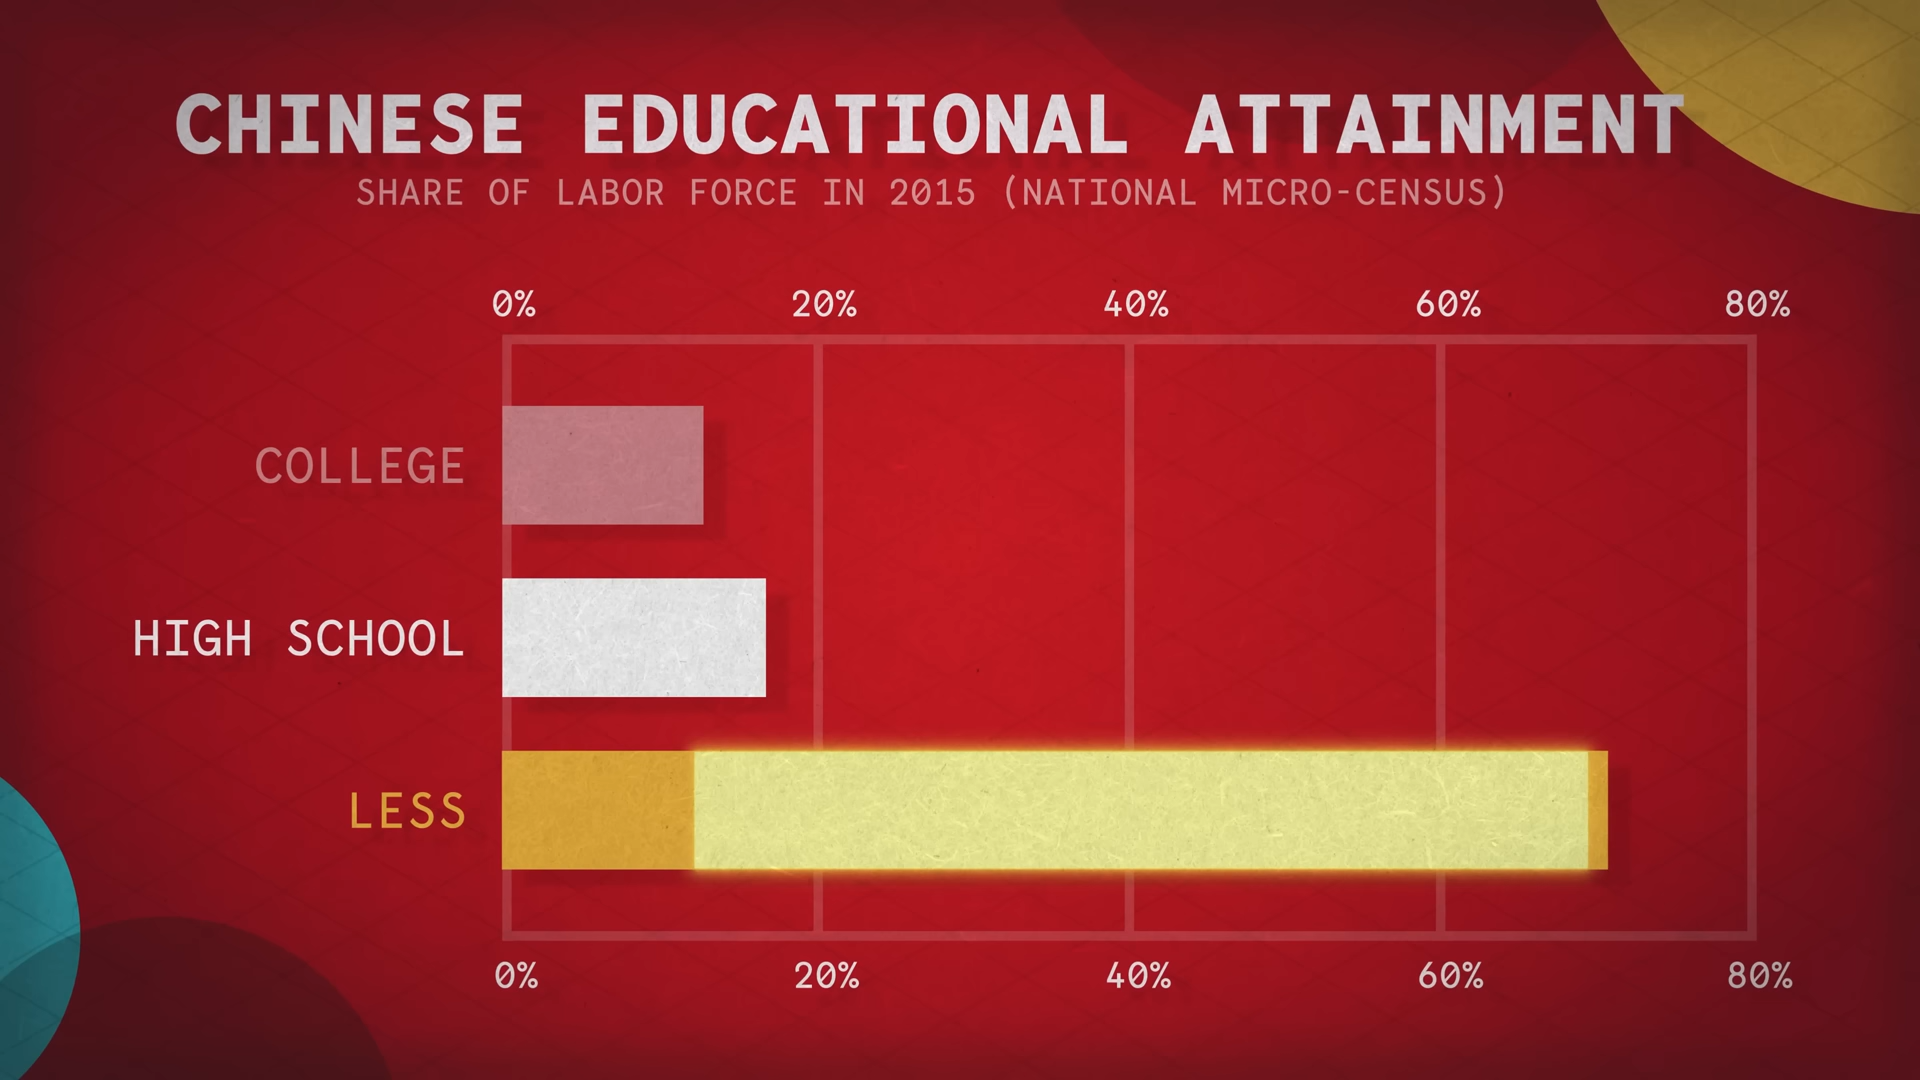 CHINESE EDUCATIONAL ATTAINMENT
SHARE OF LABOR FORCE IN 2015 (NATIONAL MICRO-CENSUS)
0% 20% 40% 60% 80%
COLLEGE
HIGH SCHOOL
LESS
0% 20% 40% 60% 80%